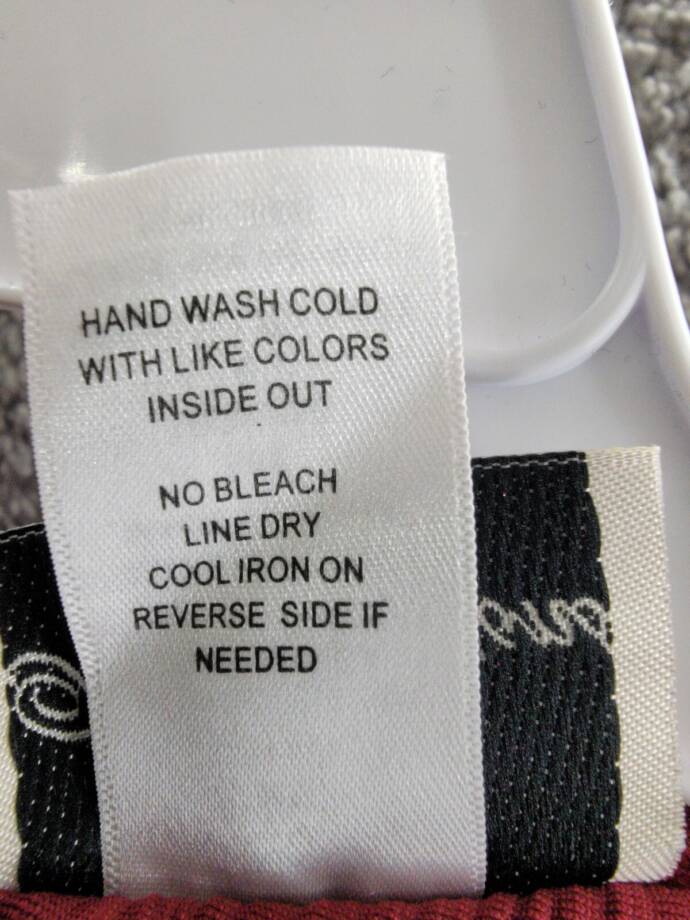 HAND WASH COLD
WITH LIKE COLORS
INSIDE OUT
NO BLEACH
LINE DRY
COOL IRON ON
REVERSE SIDE IF
NEEDED